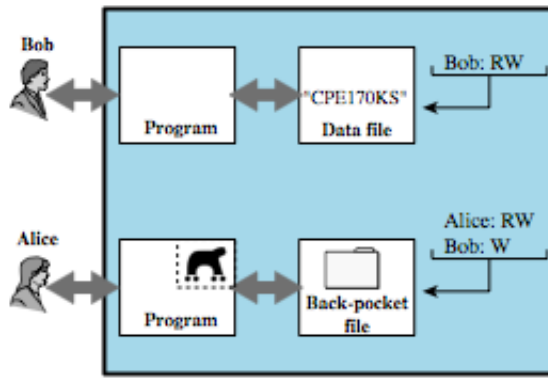 Bob
Bob: RW
"CPE170KS"
Program
Data file
Alice
Alice: RW
Bob: W
Program
Back-pocket
file